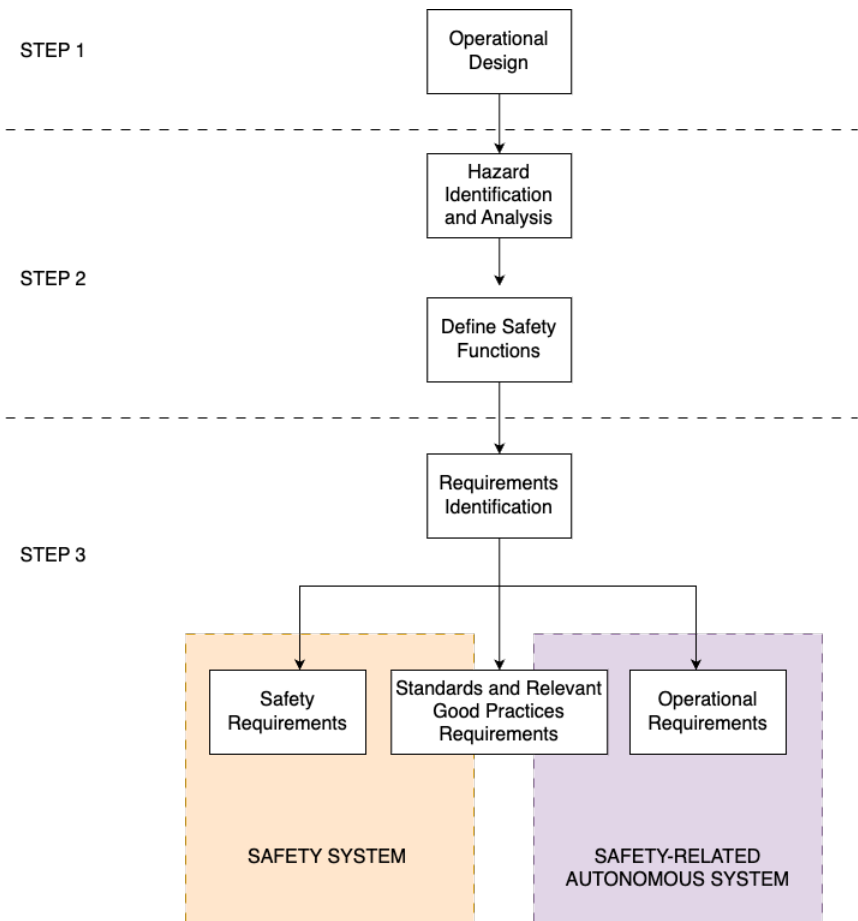 STEP 1
Operational
Design
Hazard
Identification
and Analysis
STEP 2
Define Safety
Functions
Requirements
Identification
STEP 3
Safety
Requirements
Standards and Relevant
Good Practices
Requirements
Operational
Requirements
SAFETY SYSTEM
SAFETY-RELATED
AUTONOMOUS SYSTEM